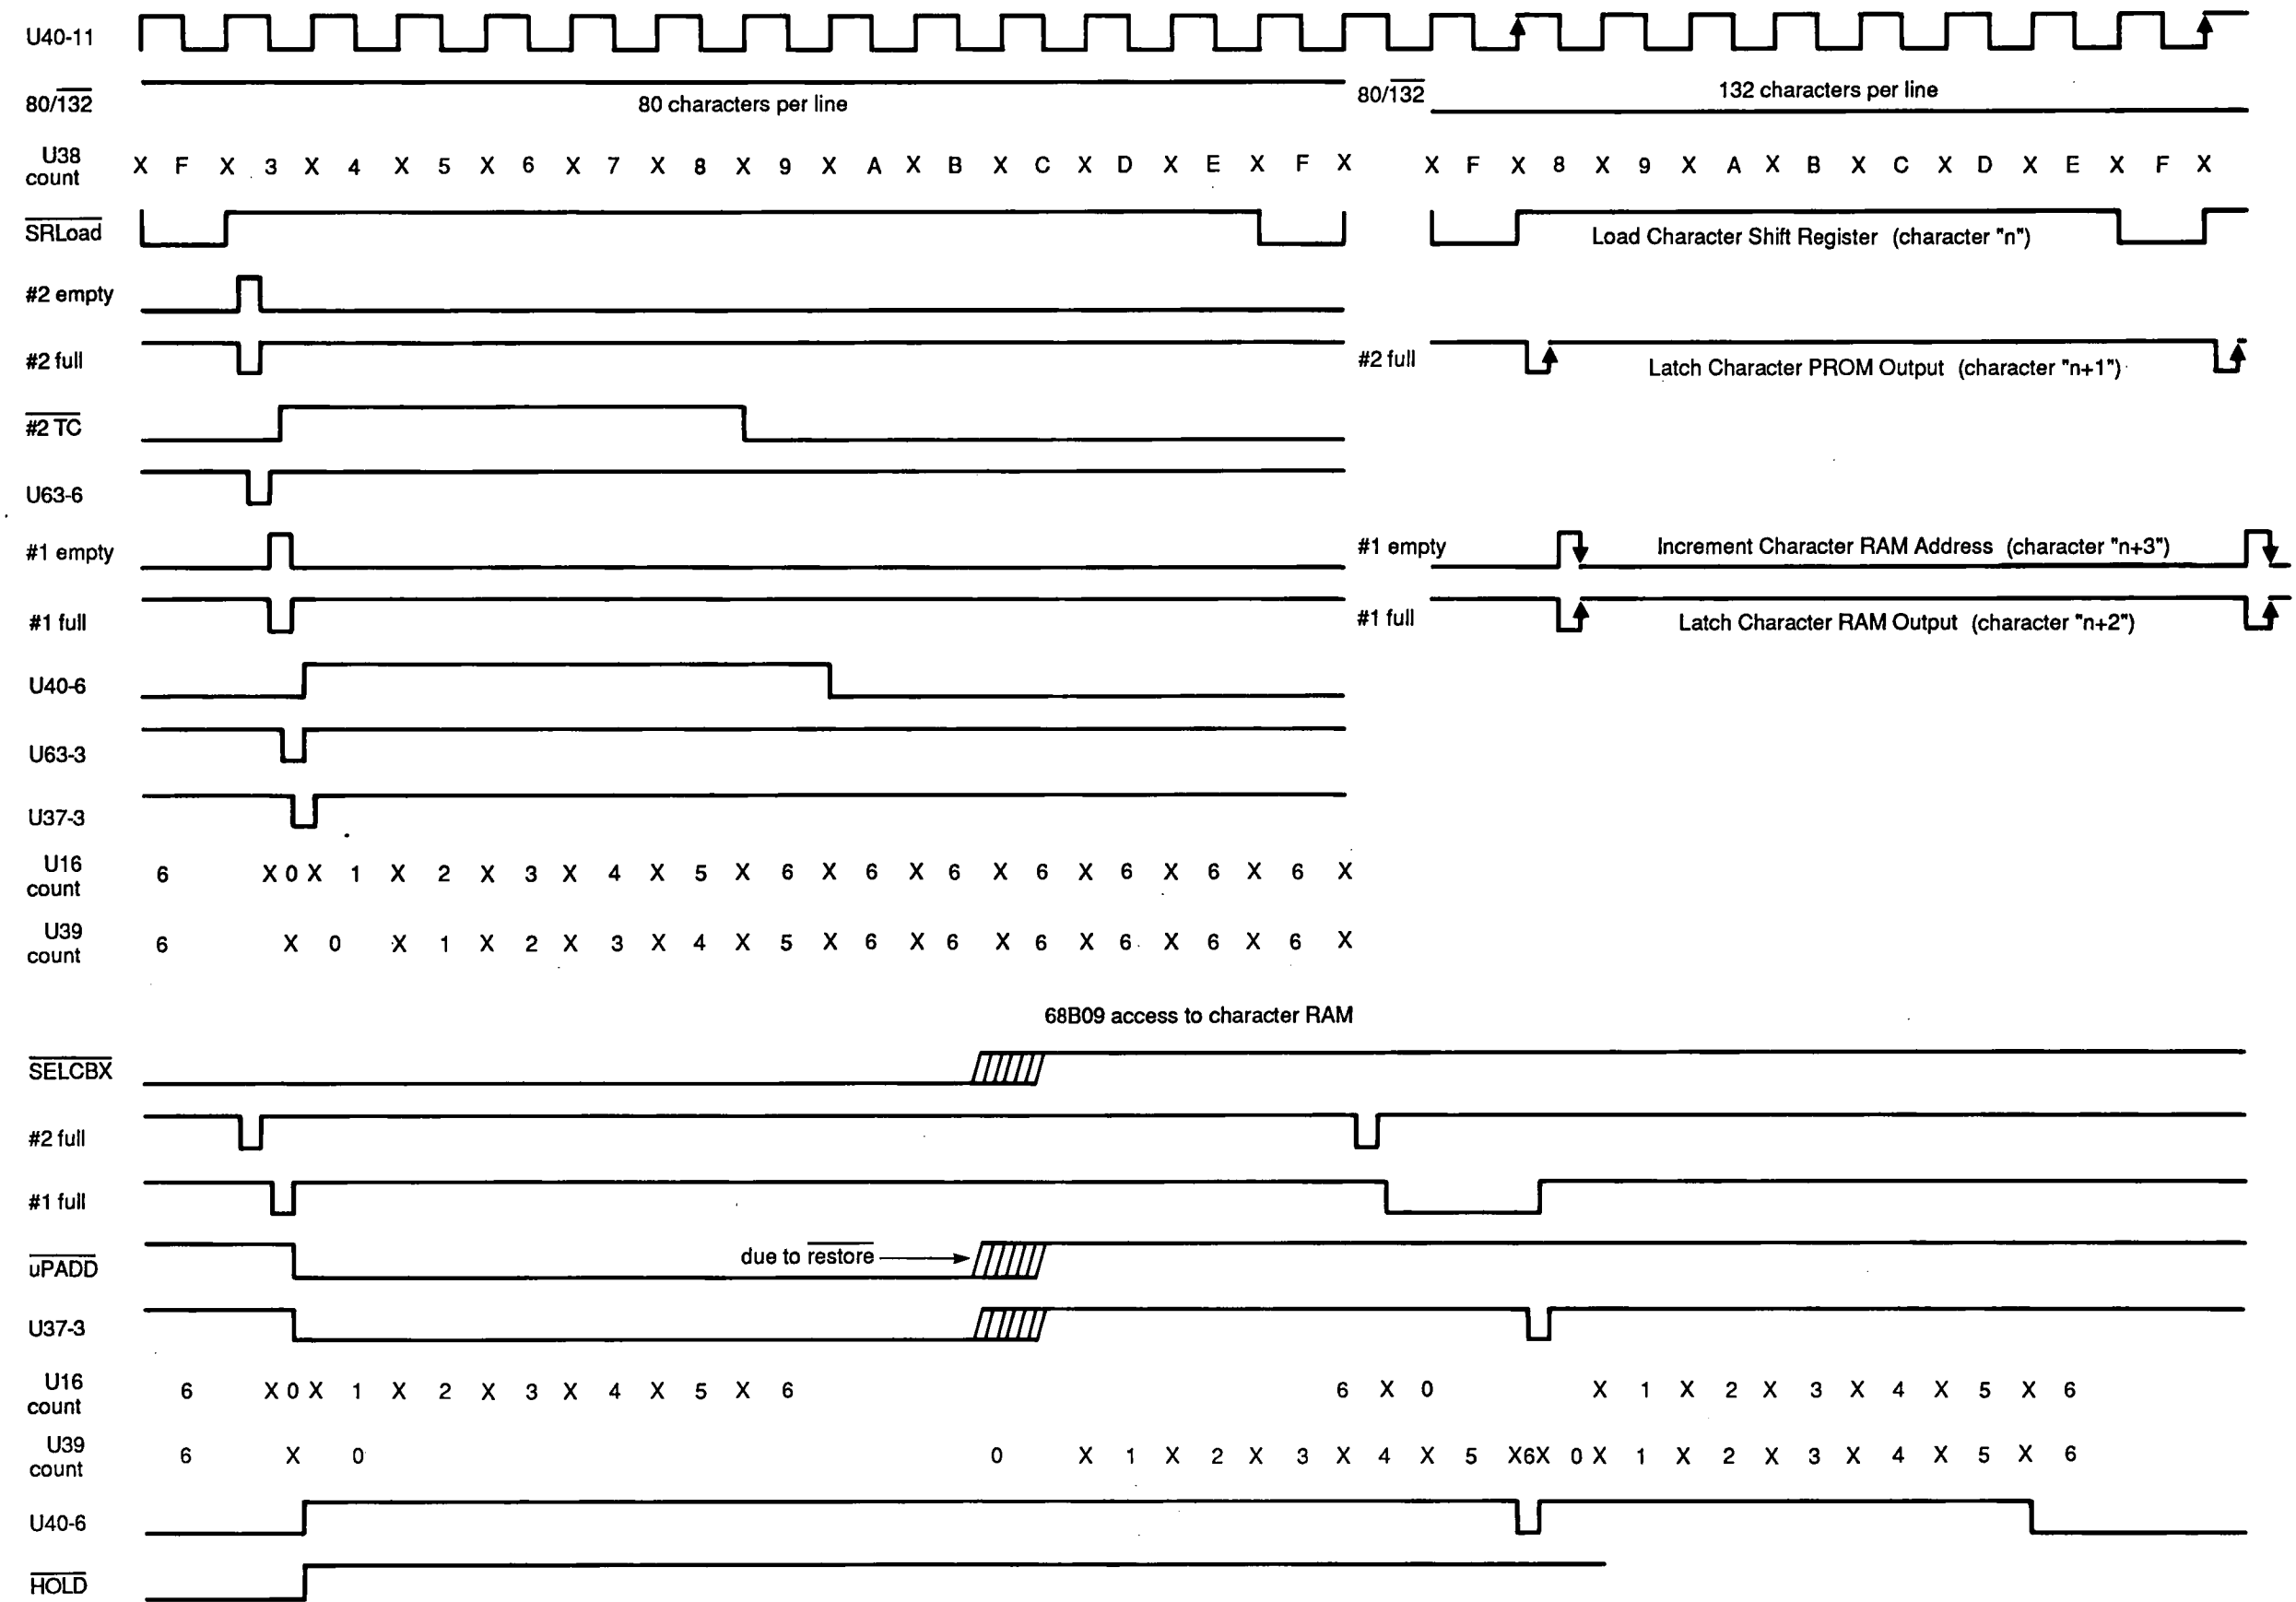 U40-11
80/132 80 characters per line 80/132 132 characters per line
U38 count X F X 3 X 4 X 5 X 6 X 7 X 8 X 9 X A X B X C X D X E X F X X F X 8 X 9 X A X B X C X D X E X F X
SRLoad Load Character Shift Register (character "n")
#2 empty
#2 full #2 full Latch Character PROM Output (character "n+1")
#2 TC
U63-6
#1 empty #1 empty Increment Character RAM Address (character "n+3")
#1 full #1 full Latch Character RAM Output (character "n+2")
U40-6
U63-3
U37-3
U16 count 6 X 0 X 1 X 2 X 3 X 4 X 5 X 6 X 6 X 6 X 6 X 6 X 6 X 6 X
U39 count 6 X 0 X 1 X 2 X 3 X 4 X 5 X 6 X 6 X 6 X 6 X 6 X 6 X
68B09 access to character RAM
SELCBX
#2 full
#1 full
uPADD due to restore
U37-3
U16 count 6 X 0 X 1 X 2 X 3 X 4 X 5 X 6 6 X 0 X 1 X 2 X 3 X 4 X 5 X 6
U39 count 6 X 0 0 X 1 X 2 X 3 X 4 X 5 X6X 0 X 1 X 2 X 3 X 4 X 5 X 6
U40-6
HOLD